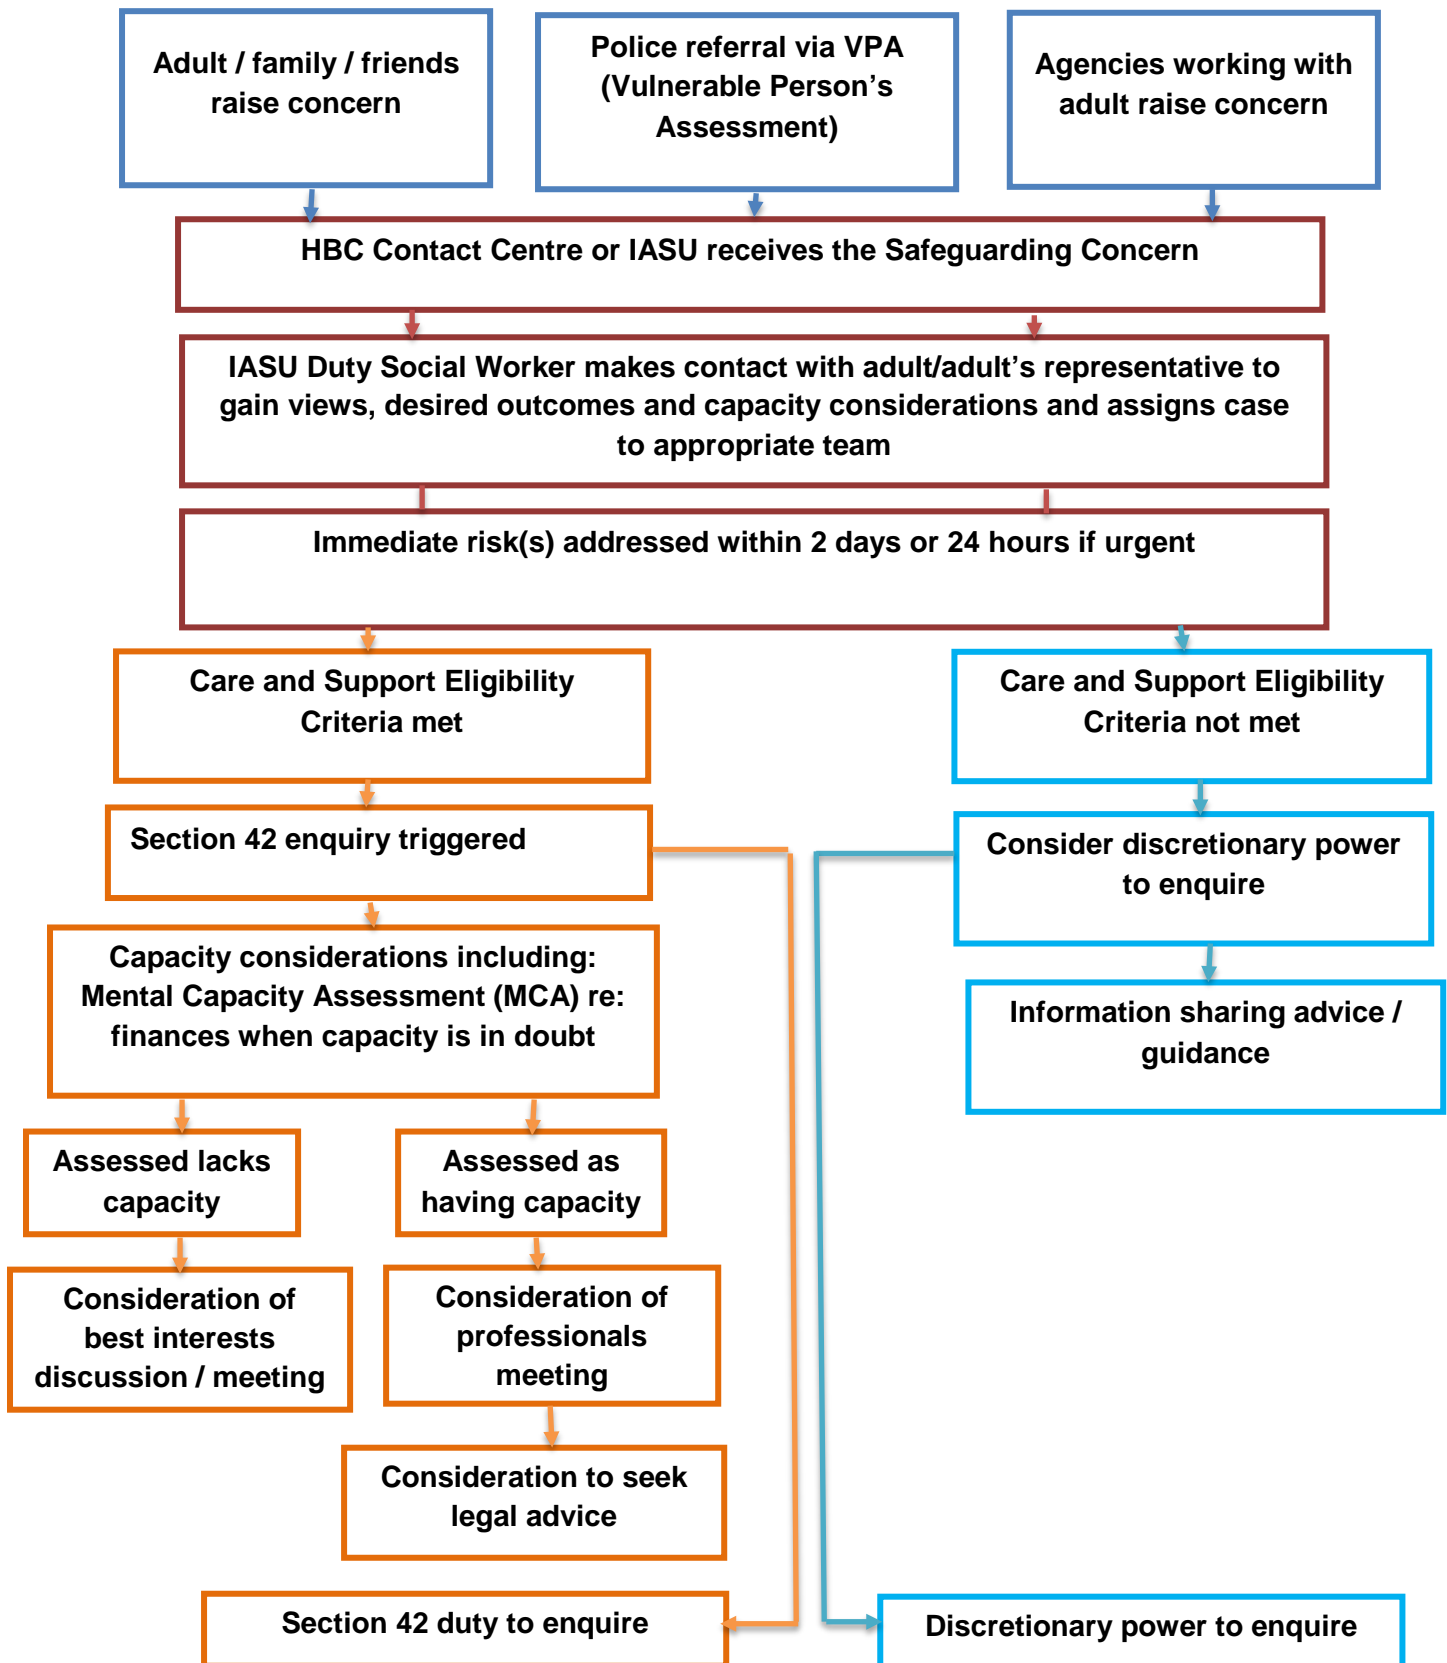 Adult / family / friends
raise concern
Police referral via VPA
(Vulnerable Person’s
Assessment)
Agencies working with
adult raise concern
HBC Contact Centre or IASU receives the Safeguarding Concern
IASU Duty Social Worker makes contact with adult/adult’s representative to
gain views, desired outcomes and capacity considerations and assigns case
to appropriate team
Immediate risk(s) addressed within 2 days or 24 hours if urgent
Care and Support Eligibility
Criteria met
Care and Support Eligibility
Criteria not met
Section 42 enquiry triggered
Consider discretionary power
to enquire
Capacity considerations including:
Mental Capacity Assessment (MCA) re:
finances when capacity is in doubt
Information sharing advice /
guidance
Assessed lacks
capacity
Assessed as
having capacity
Consideration of
best interests
discussion / meeting
Consideration of
professionals
meeting
Consideration to seek
legal advice
Section 42 duty to enquire
Discretionary power to enquire